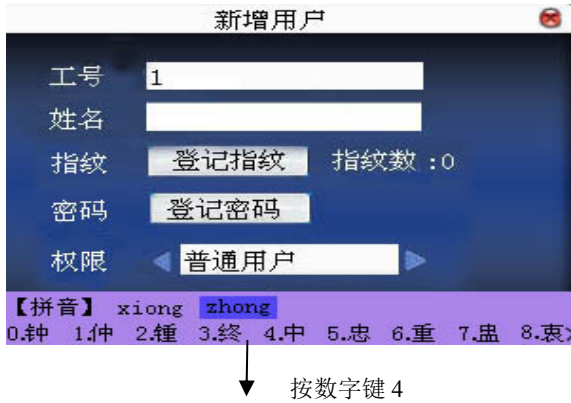 新增用户
工号 1
姓名
指纹 登记指纹 指纹数:0
密码 登记密码
权限 普通用户
【拼音】 xiong zhong
0.钟 1.仲 2.锺 3.终 4.中 5.忠 6.重 7.蛊 8.衷
按数字键 4